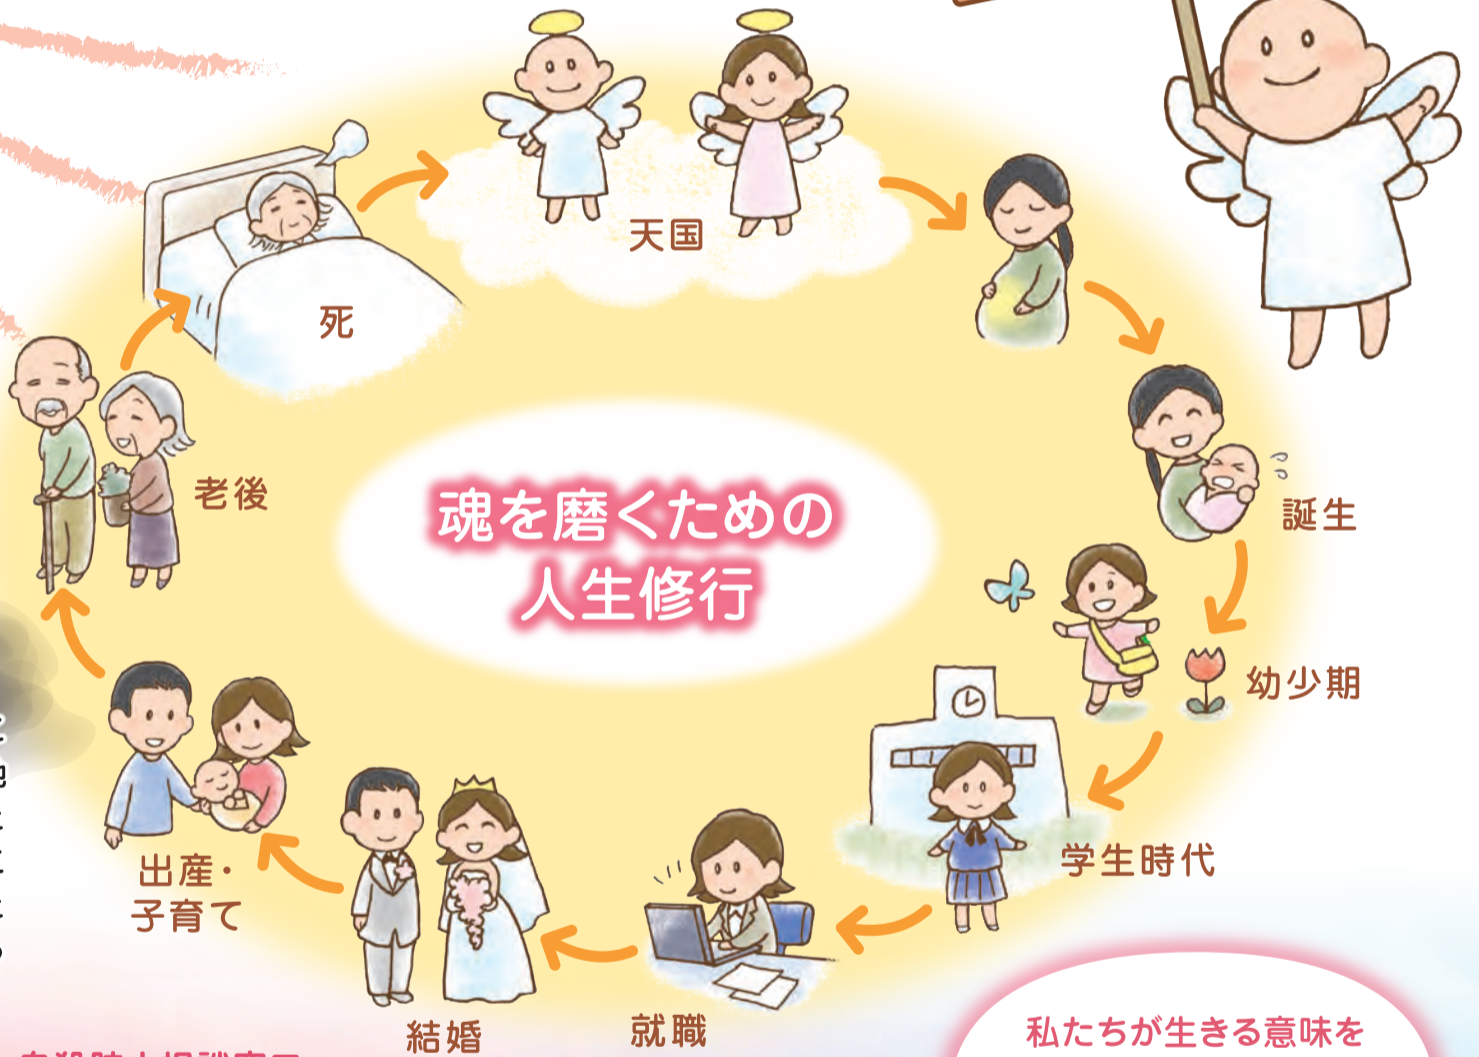 天国
死
誕生
老後
魂を磨くための
人生修行
幼少期
学生時代
出産・
子育て
就職
結婚
私たちが生きる意味を